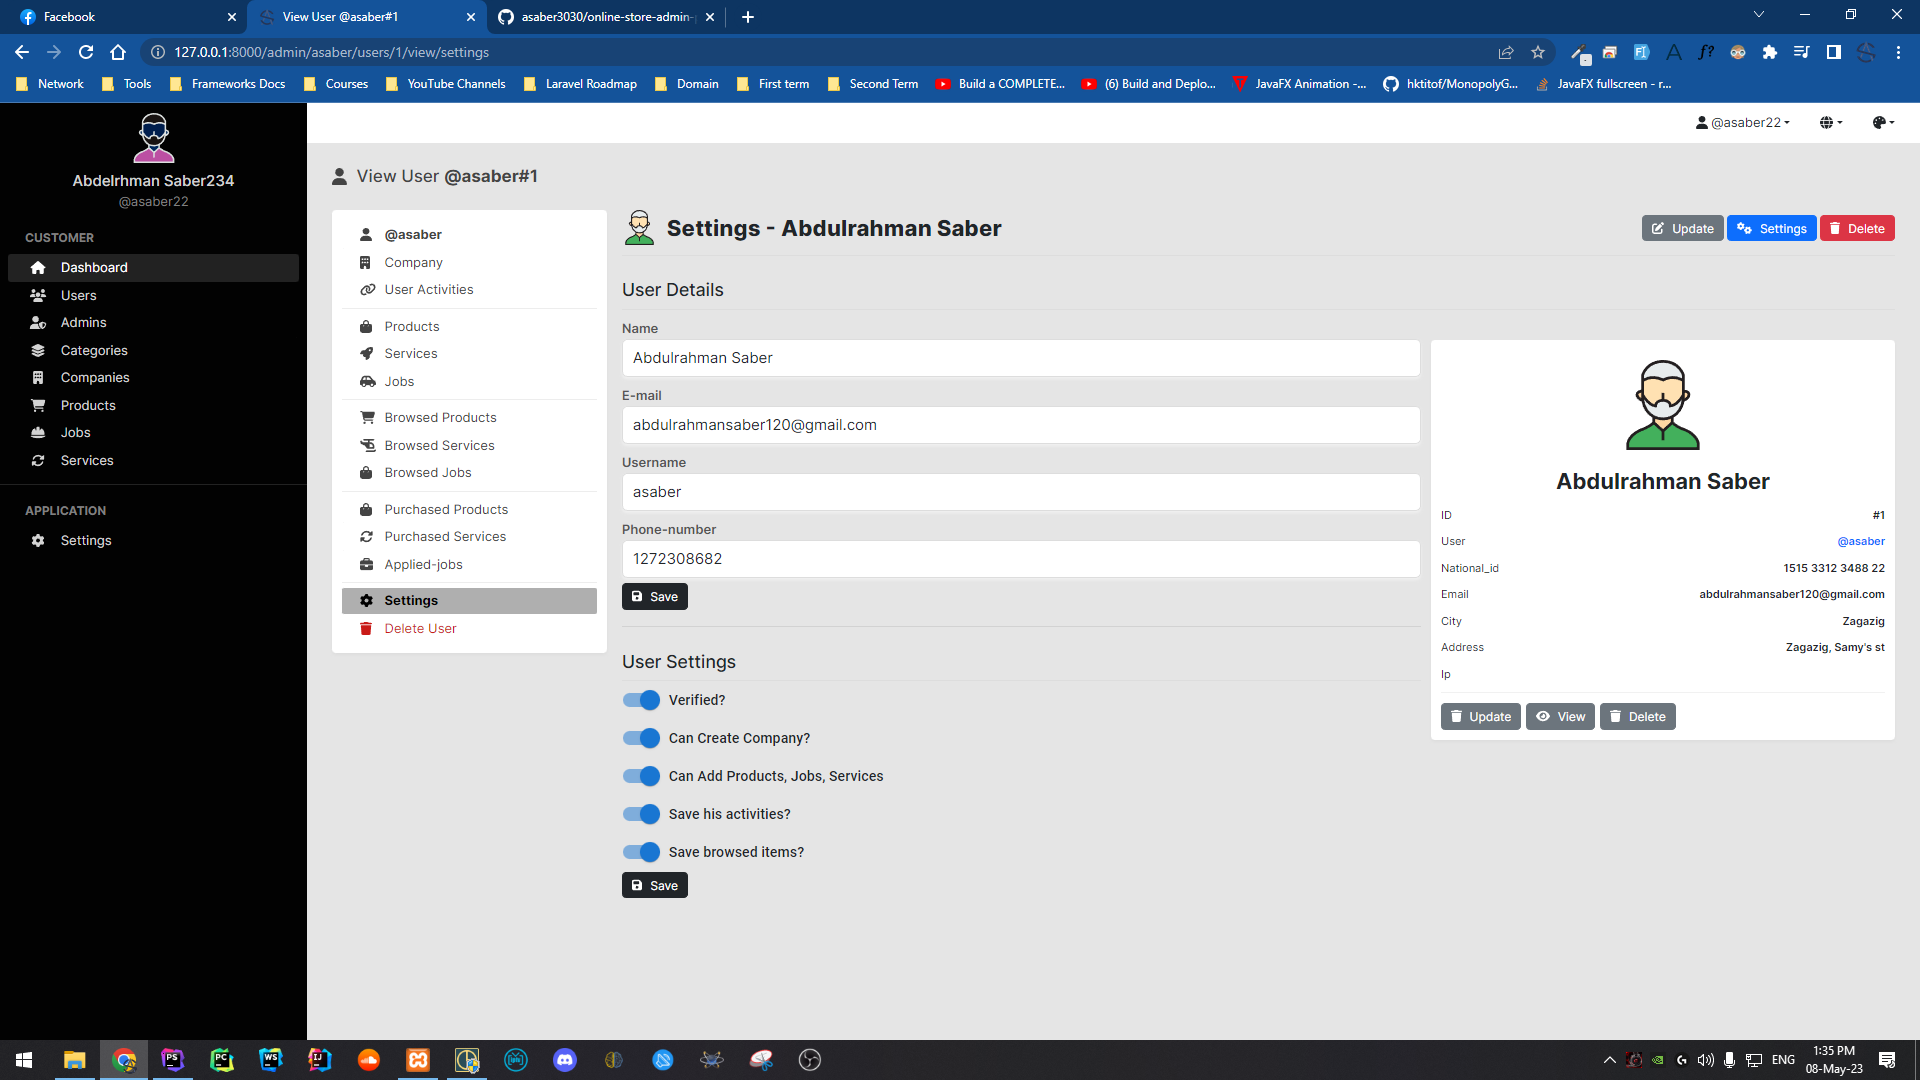 Facebook
View User @asaber#1
asaber3030/online-store-admin-
127.0.0.1:8000/admin/asaber/users/1/view/settings
Network
Tools
Frameworks Docs
Courses
YouTube Channels
Laravel Roadmap
Domain
First term
Second Term
Build a COMPLETE...
(6) Build and Deplo...
JavaFX Animation -...
hktitof/MonopolyG...
JavaFX fullscreen - r...
@asaber22
Abdelrhman Saber234
@asaber22
CUSTOMER
Dashboard
Users
Admins
Categories
Companies
Products
Jobs
Services
APPLICATION
Settings
View User @asaber#1
@asaber
Company
User Activities
Products
Services
Jobs
Browsed Products
Browsed Services
Browsed Jobs
Purchased Products
Purchased Services
Applied-jobs
Settings
Delete User
Settings - Abdulrahman Saber
Update
Settings
Delete
User Details
Name
Abdulrahman Saber
E-mail
abdulrahmansaber120@gmail.com
Username
asaber
Phone-number
1272308682
Save
User Settings
Verified?
Can Create Company?
Can Add Products, Jobs, Services
Save his activities?
Save browsed items?
Save
Abdulrahman Saber
ID #1
User @asaber
National_id 1515 3312 3488 22
Email abdulrahmansaber120@gmail.com
City Zagazig
Address Zagazig, Samy's st
Ip
Update
View
Delete
ENG
1:35 PM
08-May-23